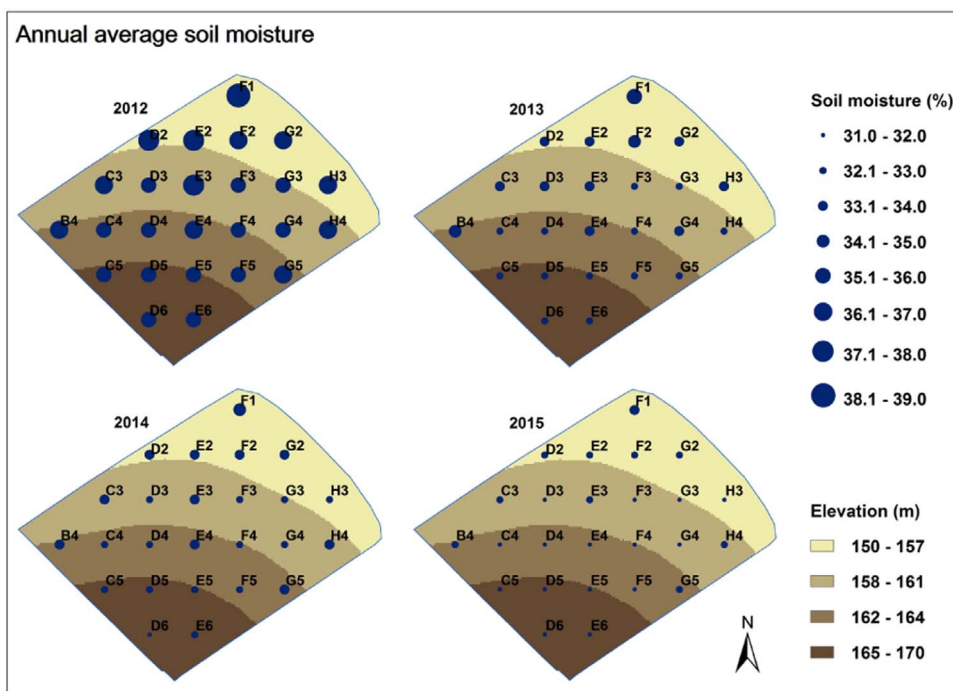 Annual average soil moisture
2012
F1
D2 E2 F2 G2
C3 D3 E3 F3 G3 H3
B4 C4 D4 E4 F4 G4 H4
C5 D5 E5 F5 G5
D6 E6
2013
F1
D2 E2 F2 G2
C3 D3 E3 F3 G3 H3
B4 C4 D4 E4 F4 G4 H4
C5 D5 E5 F5 G5
D6 E6
2014
F1
D2 E2 F2 G2
C3 D3 E3 F3 G3 H3
B4 C4 D4 E4 F4 G4 H4
C5 D5 E5 F5 G5
D6 E6
2015
F1
D2 E2 F2 G2
C3 D3 E3 F3 G3 H3
B4 C4 D4 E4 F4 G4 H4
C5 D5 E5 F5 G5
D6 E6
N
Soil moisture (%)
31.0 - 32.0
32.1 - 33.0
33.1 - 34.0
34.1 - 35.0
35.1 - 36.0
36.1 - 37.0
37.1 - 38.0
38.1 - 39.0
Elevation (m)
150 - 157
158 - 161
162 - 164
165 - 170